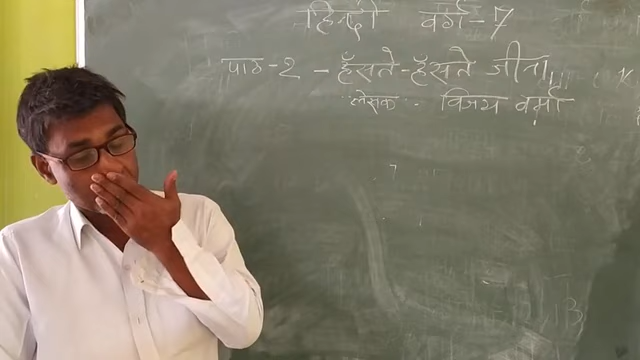 हिन्दी वर्ग-7
पाठ-2 - हँसते-हँसते जीना
लेखक - विजय वर्मा